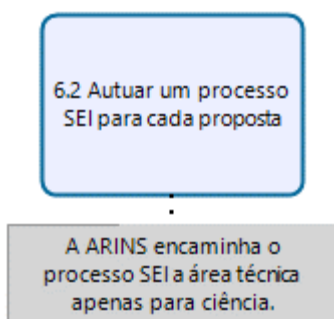 6.2 Autuar um processo
SEI para cada proposta
A ARINS encaminha o
processo SEI a área técnica
apenas para ciência.